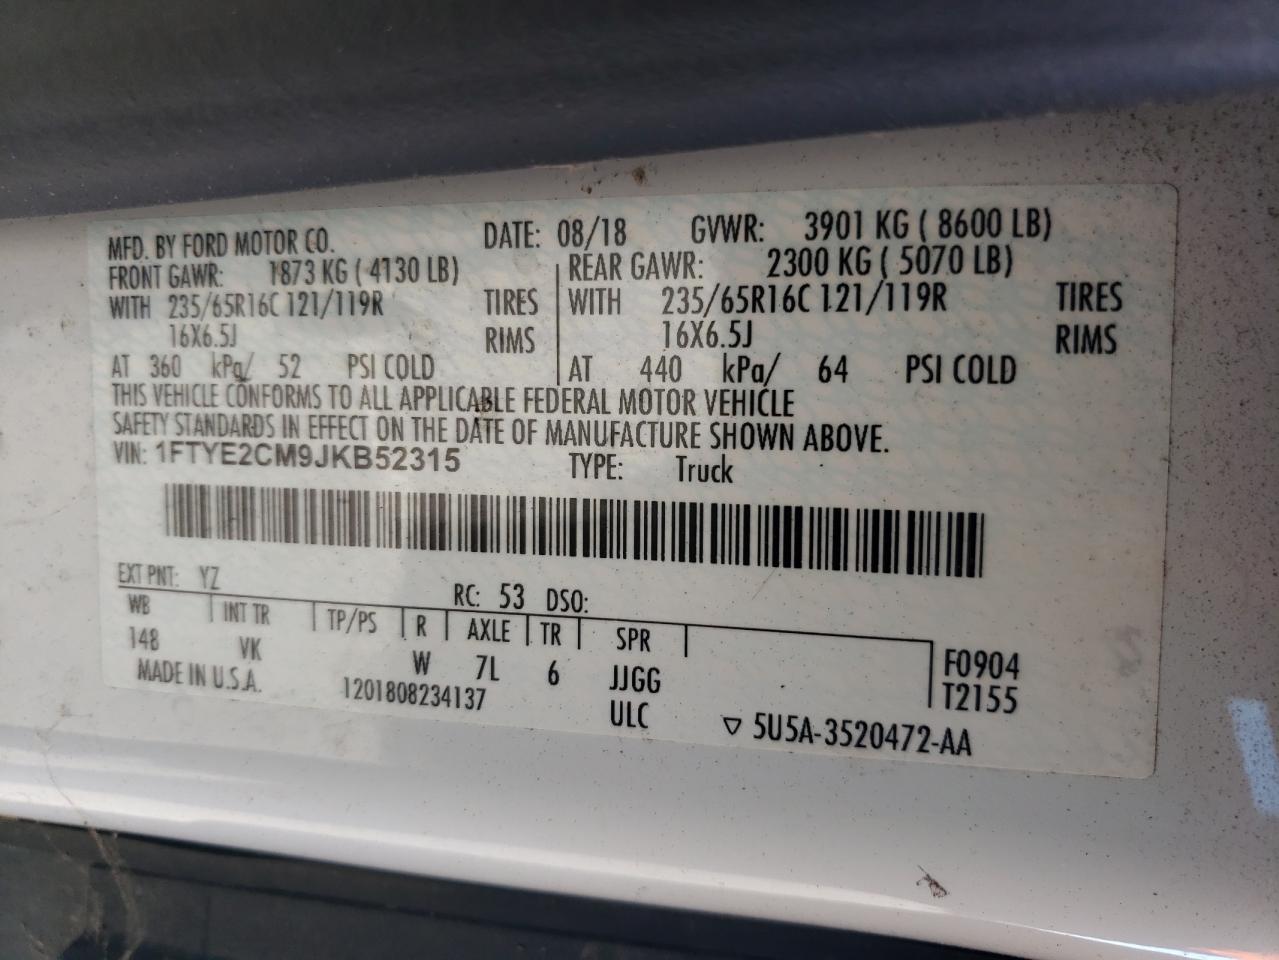 MFD. BY FORD MOTOR CO. DATE: 08/18 GVWR: 3901 KG ( 8600 LB)
FRONT GAWR: 1873 KG ( 4130 LB) REAR GAWR: 2300 KG ( 5070 LB)
WITH 235/65R16C 121/119R TIRES WITH 235/65R16C 121/119R TIRES
16X6.5J RIMS 16X6.5J RIMS
AT 360 kPa/ 52 PSI COLD AT 440 kPa/ 64 PSI COLD
THIS VEHICLE CONFORMS TO ALL APPLICABLE FEDERAL MOTOR VEHICLE
SAFETY STANDARDS IN EFFECT ON THE DATE OF MANUFACTURE SHOWN ABOVE.
VIN: 1FTYE2CM9JKB52315 TYPE: Truck
EXT PNT: YZ RC: 53 DSO:
WB INT TR TP/PS R AXLE TR SPR
148 VK W 7L 6 JJGG F0904
MADE IN U.S.A. 1201808234137 ULC T2155
▽ 5U5A-3520472-AA